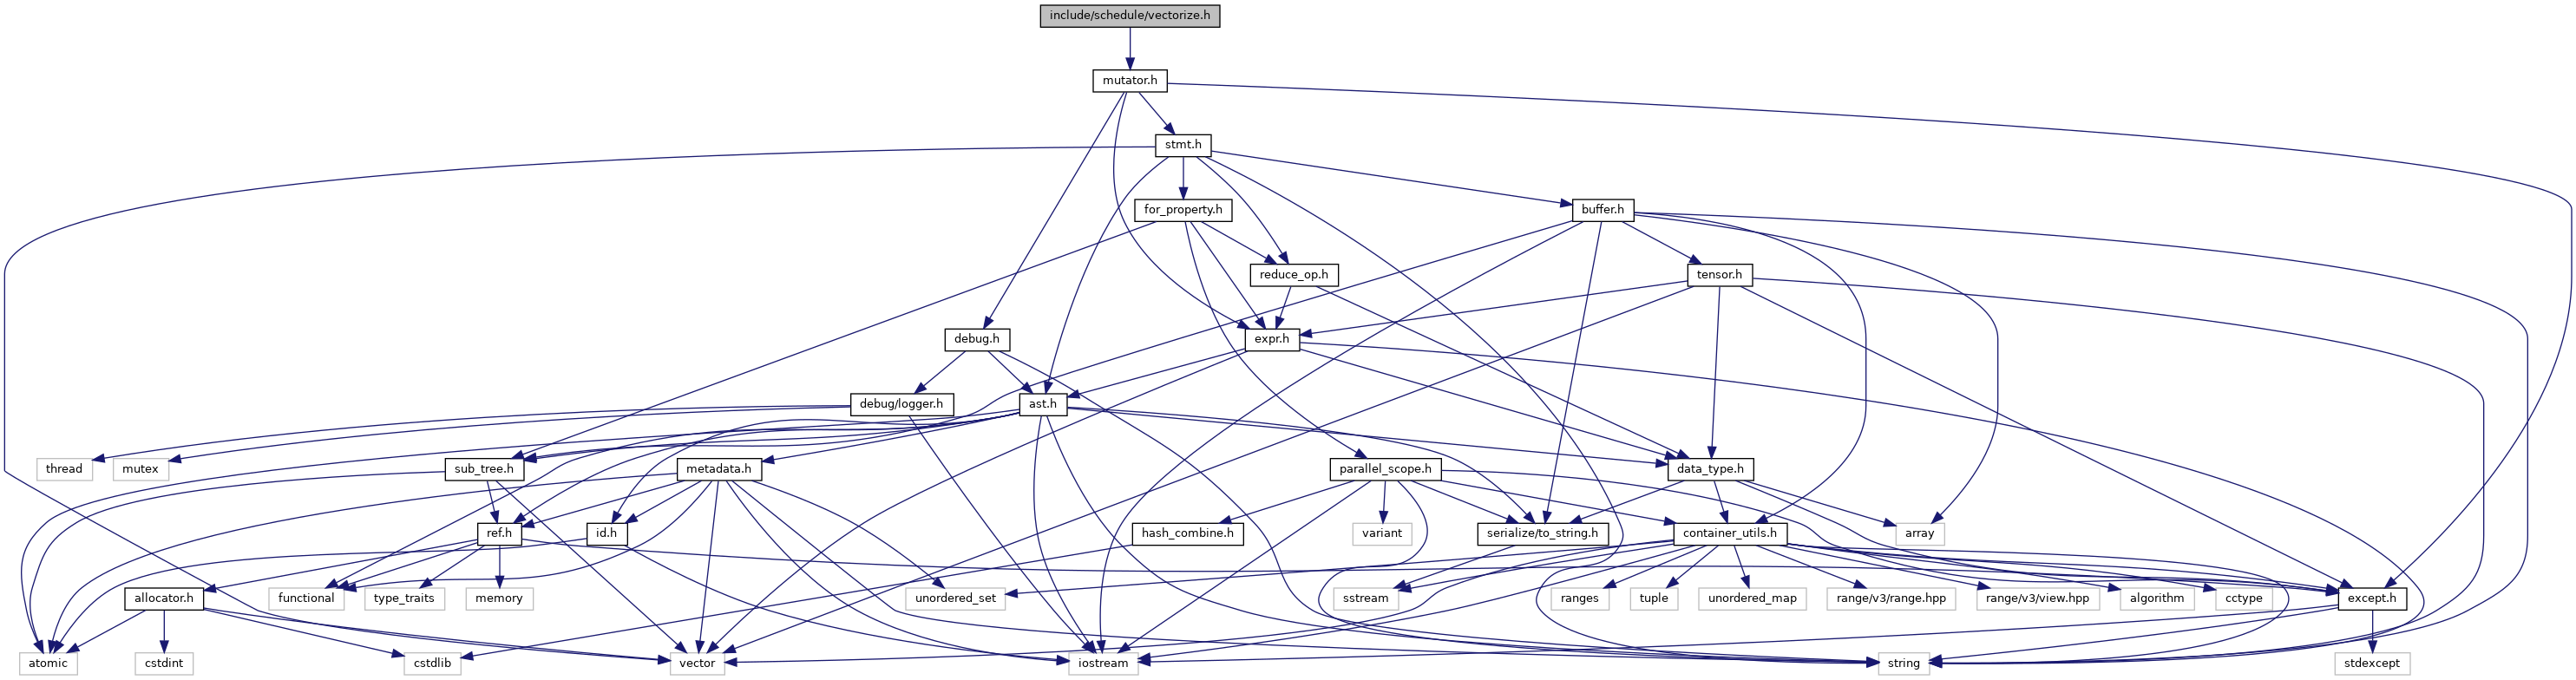 include/schedule/vectorize.h
mutator.h
stmt.h
for_property.h
buffer.h
reduce_op.h
tensor.h
debug.h
expr.h
debug/logger.h
ast.h
thread
mutex
sub_tree.h
metadata.h
parallel_scope.h
data_type.h
ref.h
id.h
hash_combine.h
variant
serialize/to_string.h
container_utils.h
array
allocator.h
functional
type_traits
memory
unordered_set
sstream
ranges
tuple
unordered_map
range/v3/range.hpp
range/v3/view.hpp
algorithm
cctype
except.h
atomic
cstdint
cstdlib
vector
iostream
string
stdexcept